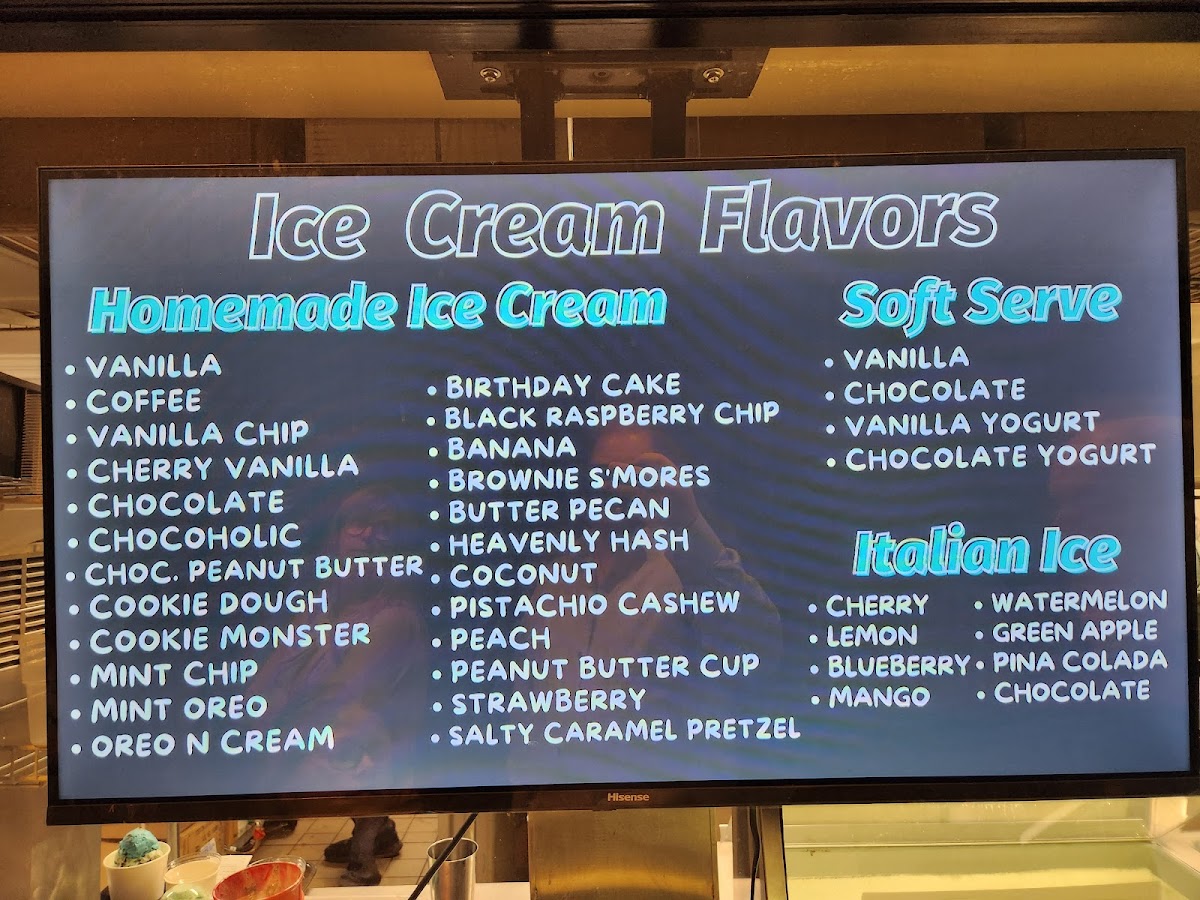 Ice Cream Flavors
Homemade Ice Cream
• VANILLA
• COFFEE
• VANILLA CHIP
• CHERRY VANILLA
• CHOCOLATE
• CHOCOHOLIC
• CHOC. PEANUT BUTTER
• COOKIE DOUGH
• COOKIE MONSTER
• MINT CHIP
• MINT OREO
• OREO N CREAM
• BIRTHDAY CAKE
• BLACK RASPBERRY CHIP
• BANANA
• BROWNIE S'MORES
• BUTTER PECAN
• HEAVENLY HASH
• COCONUT
• PISTACHIO CASHEW
• PEACH
• PEANUT BUTTER CUP
• STRAWBERRY
• SALTY CARAMEL PRETZEL
Soft Serve
• VANILLA
• CHOCOLATE
• VANILLA YOGURT
• CHOCOLATE YOGURT
Italian Ice
• CHERRY
• LEMON
• BLUEBERRY
• MANGO
• WATERMELON
• GREEN APPLE
• PINA COLADA
• CHOCOLATE
Hisense